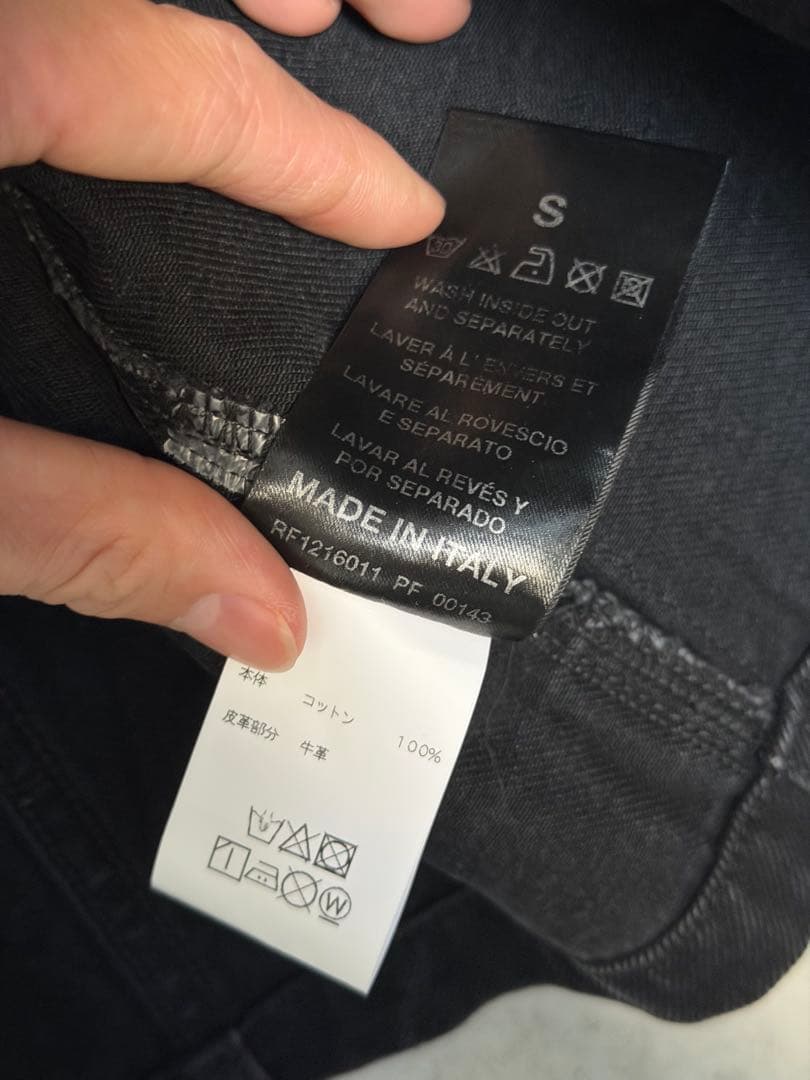 S
30
WASH INSIDE OUT
AND SEPARATELY
LAVER À L'ENVERS ET
SÉPARÉMENT
LAVARE AL ROVESCIO
E SEPARATO
LAVAR AL REVÉS Y
POR SEPARADO
MADE IN ITALY
RF1216011 PF 00143
本体 コットン 100%
皮革部分 牛革
W